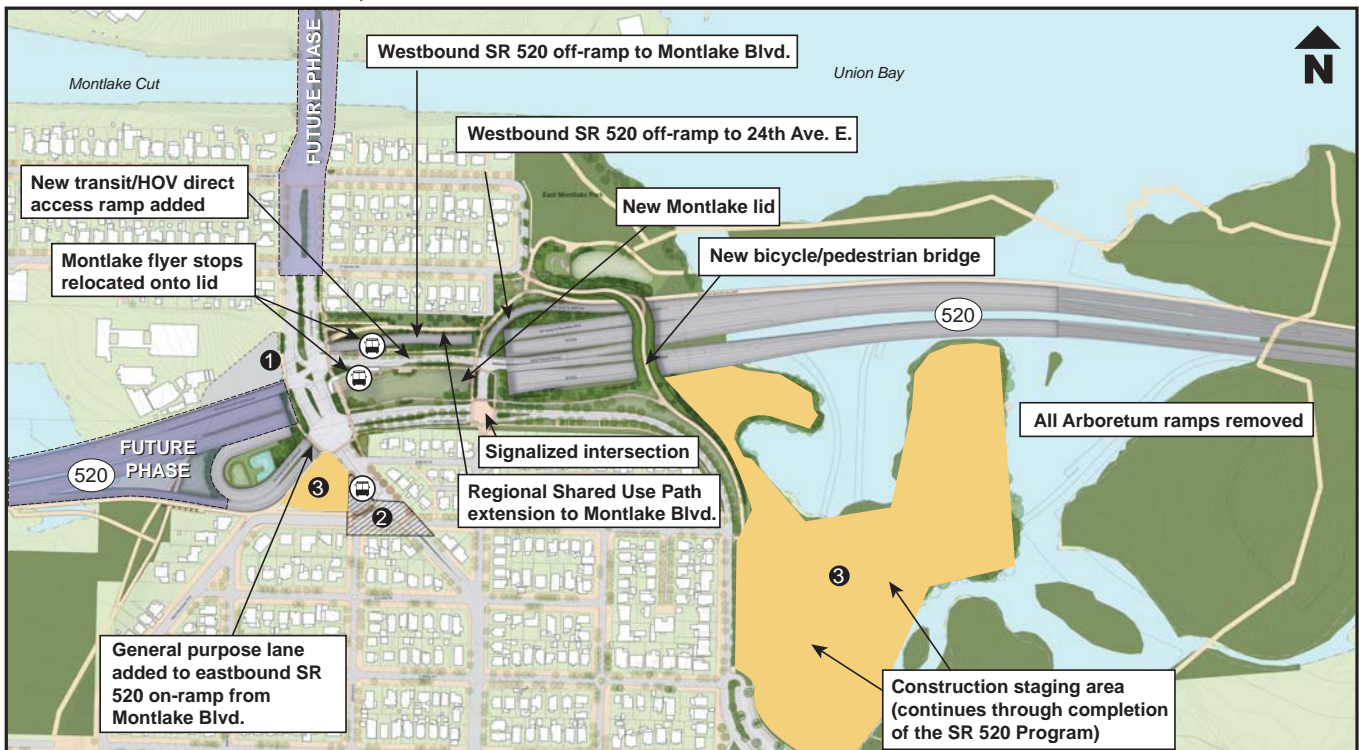 Westbound SR 520 off-ramp to Montlake Blvd.
Montlake Cut
Union Bay
N
FUTURE PHASE
Westbound SR 520 off-ramp to 24th Ave. E.
New transit/HOV direct
access ramp added
East Montlake Park
New Montlake lid
Montlake flyer stops
relocated onto lid
New bicycle/pedestrian bridge
520
1
All Arboretum ramps removed
FUTURE
PHASE
520
Signalized intersection
3
2
Regional Shared Use Path
extension to Montlake Blvd.
3
General purpose lane
added to eastbound SR
520 on-ramp from
Montlake Blvd.
Construction staging area
(continues through completion
of the SR 520 Program)